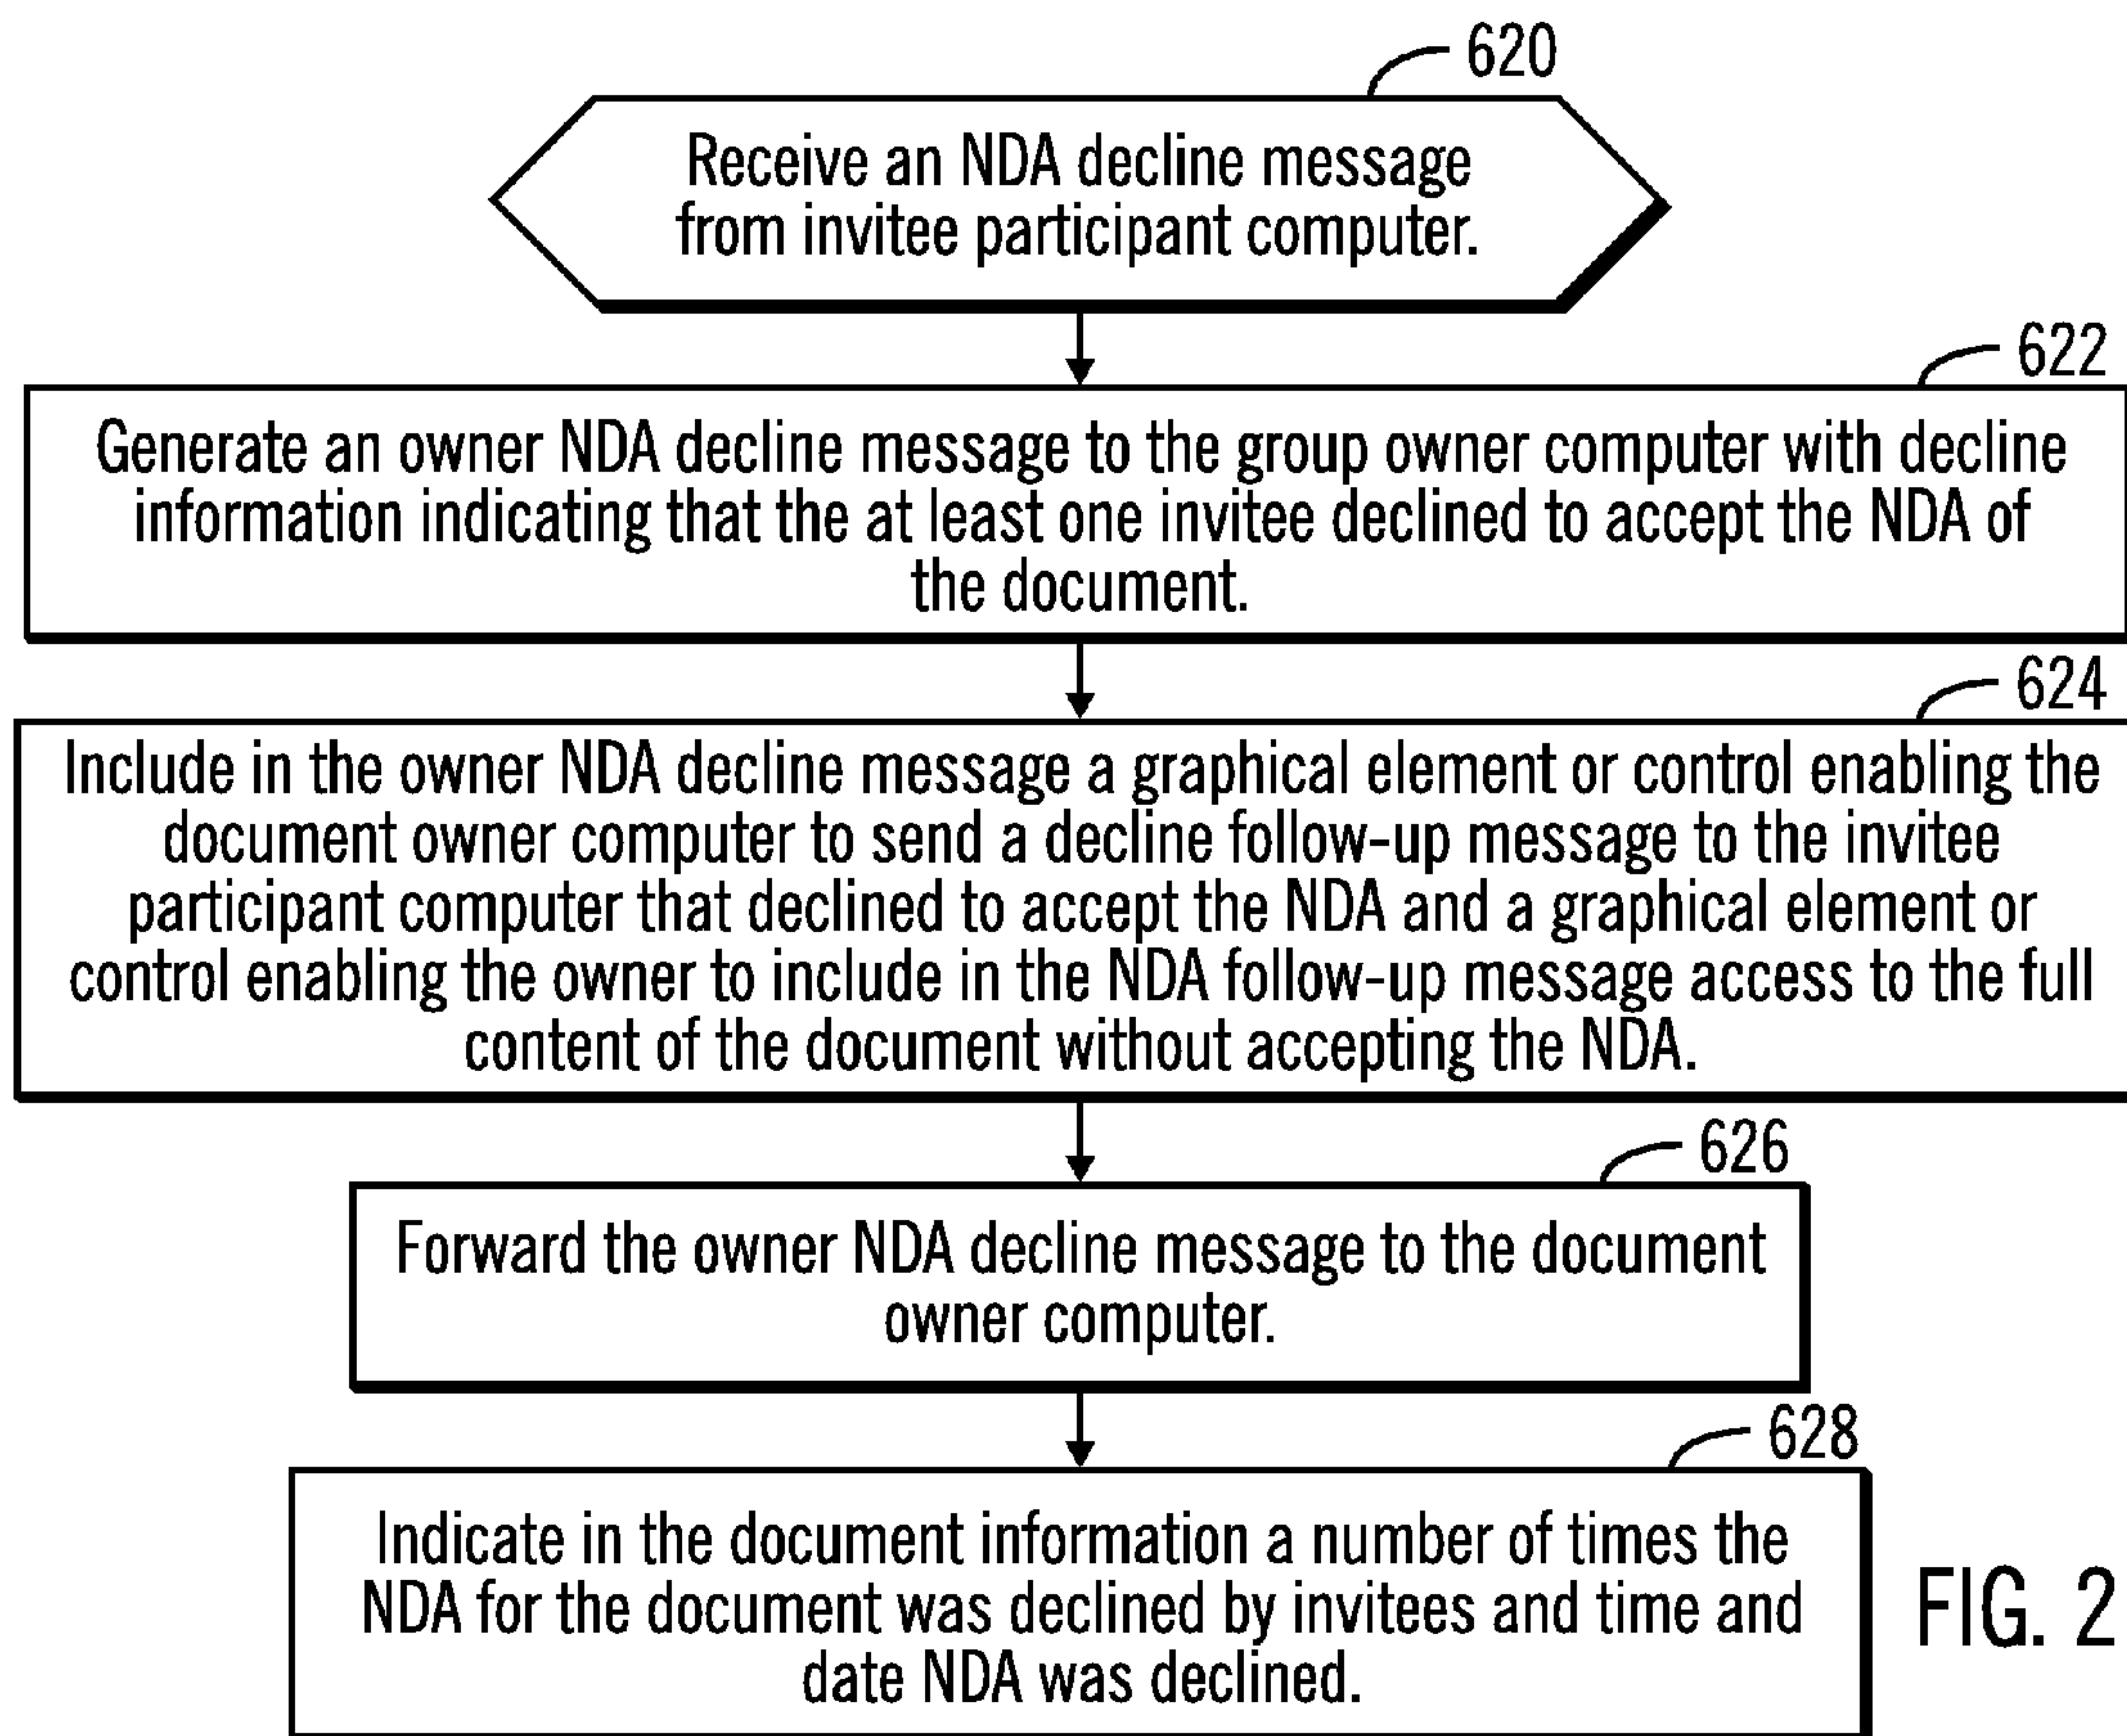 620
Receive an NDA decline message
from invitee participant computer.
622
Generate an owner NDA decline message to the group owner computer with decline
information indicating that the at least one invitee declined to accept the NDA of
the document.
624
Include in the owner NDA decline message a graphical element or control enabling the
document owner computer to send a decline follow-up message to the invitee
participant computer that declined to accept the NDA and a graphical element or
control enabling the owner to include in the NDA follow-up message access to the full
content of the document without accepting the NDA.
626
Forward the owner NDA decline message to the document
owner computer.
628
Indicate in the document information a number of times the
NDA for the document was declined by invitees and time and
date NDA was declined.
FIG. 2